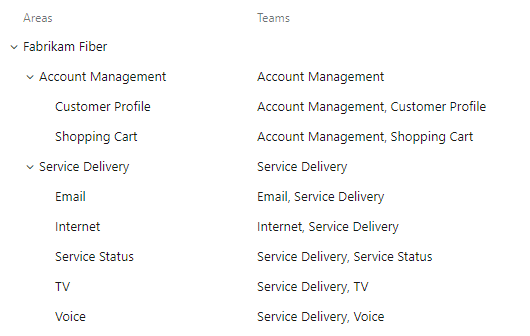 Areas Teams
Fabrikam Fiber
Account Management Account Management
Customer Profile Account Management, Customer Profile
Shopping Cart Account Management, Shopping Cart
Service Delivery Service Delivery
Email Email, Service Delivery
Internet Internet, Service Delivery
Service Status Service Delivery, Service Status
TV Service Delivery, TV
Voice Service Delivery, Voice